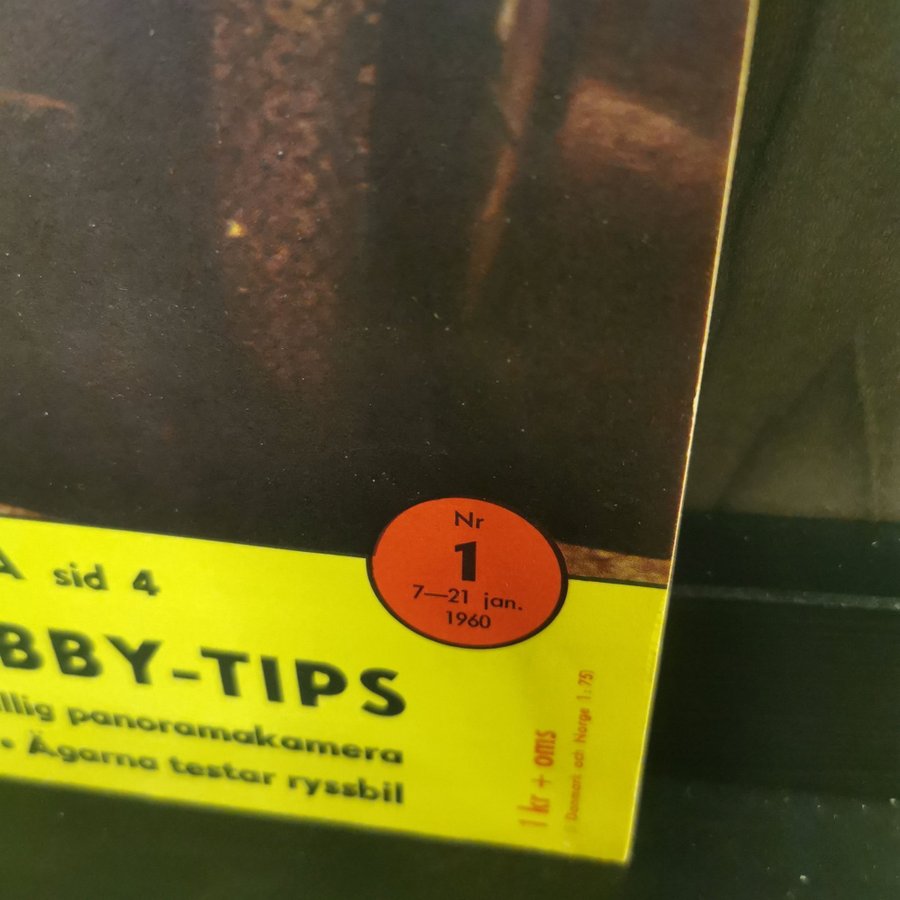 Nr
1
7—21 jan.
1960
A sid 4
BBY-TIPS
llig panoramakamera
• Ägarna testar ryssbil
1 kr + oms
Danmark och Norge 1:75)